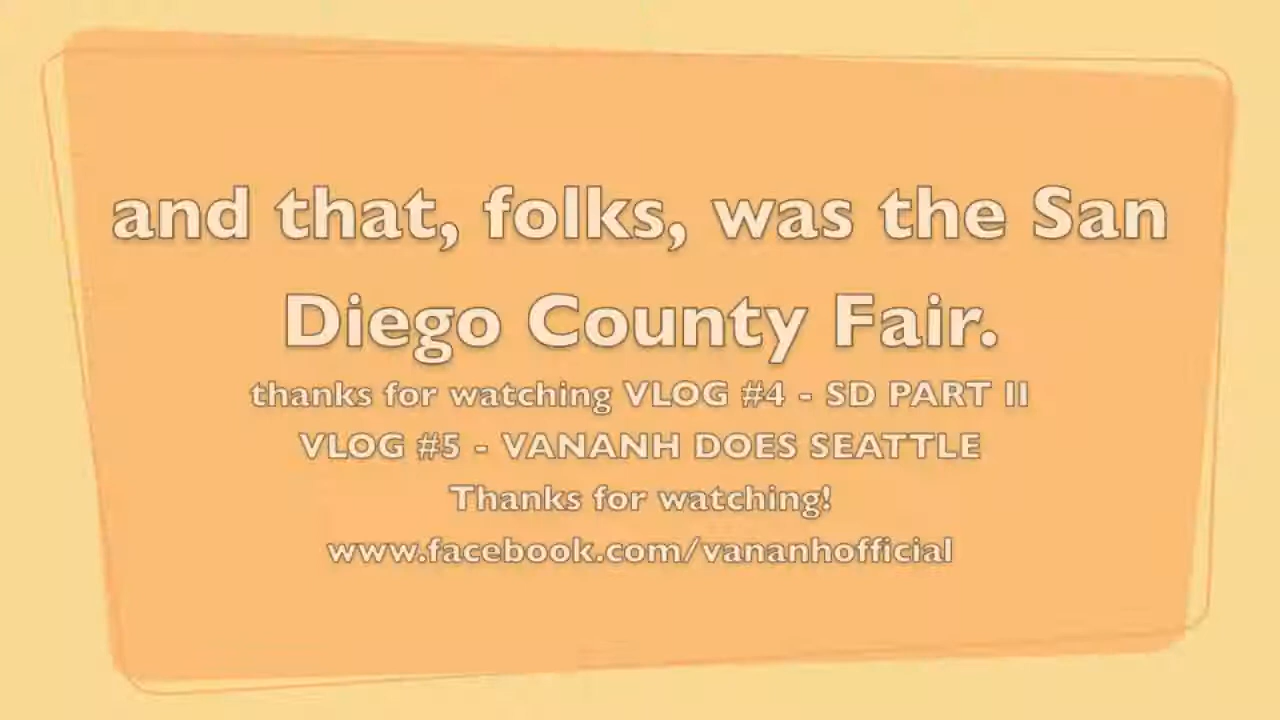 and that, folks, was the San
Diego County Fair.
thanks for watching VLOG #4 - SD PART II
VLOG #5 - VANANH DOES SEATTLE
Thanks for watching!
www.facebook.com/vananhofficial